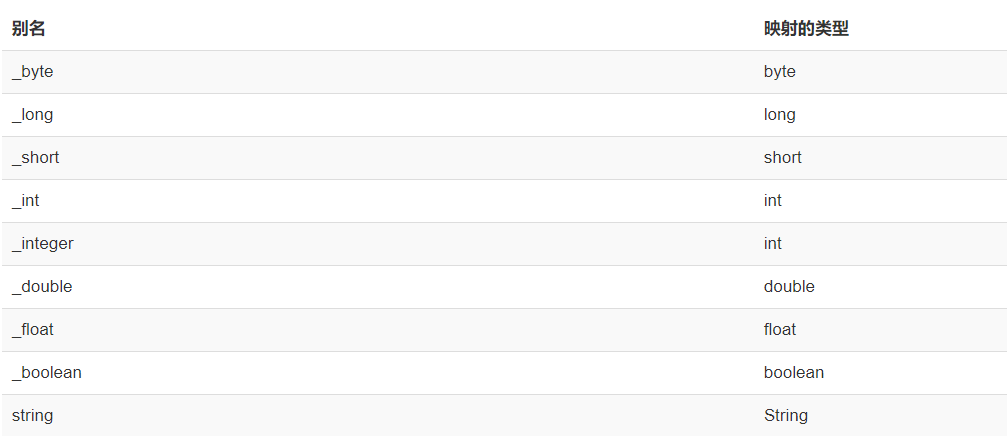 别名 映射的类型
_byte byte
_long long
_short short
_int int
_integer int
_double double
_float float
_boolean boolean
string String